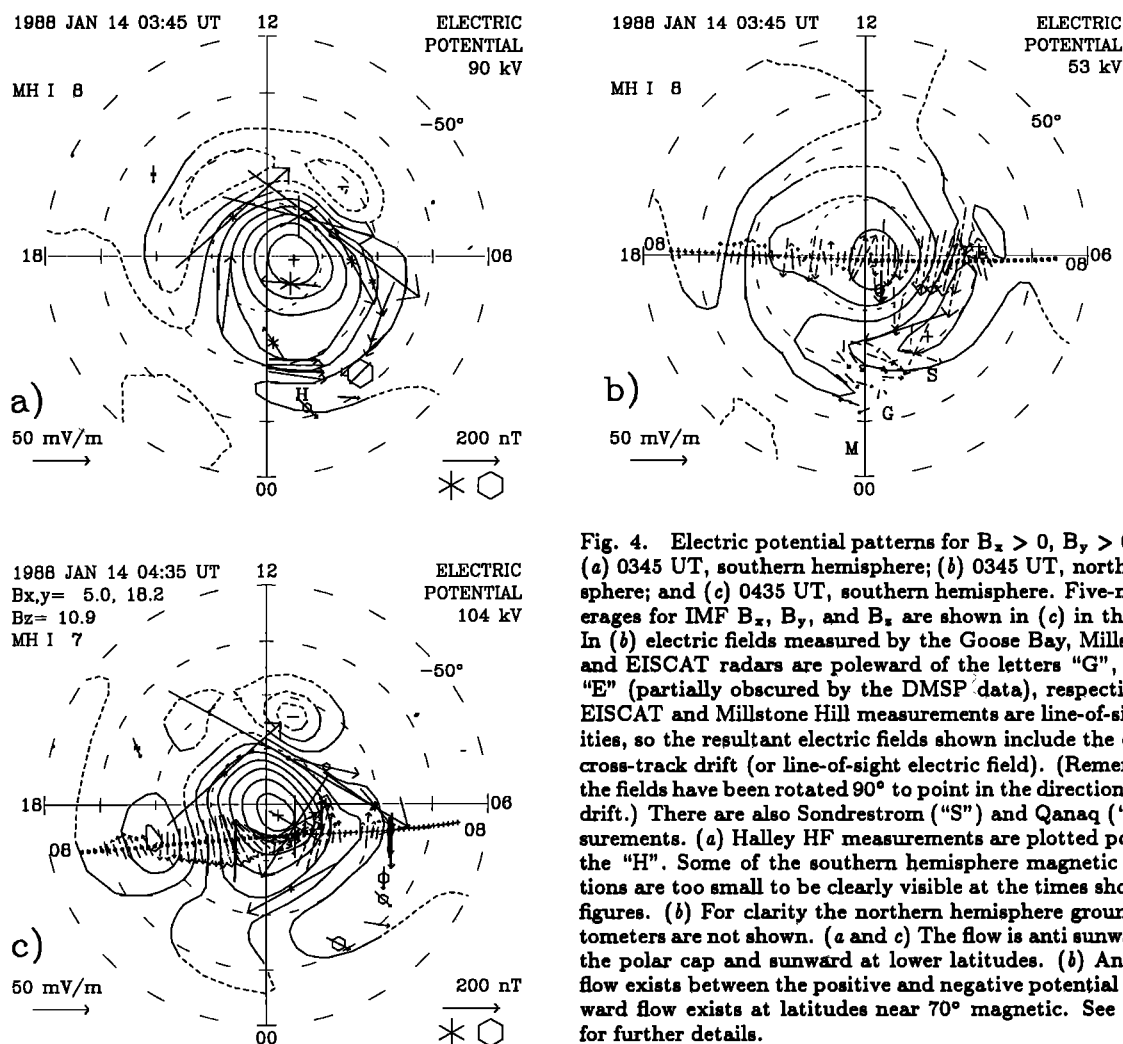 1988 JAN 14 03:45 UT
12
ELECTRIC
POTENTIAL
90 kV
MH I 8
-50°
18
06
H
a)
50 mV/m
200 nT
00
1988 JAN 14 03:45 UT
12
ELECTRIC
POTENTIAL
53 kV
MH I 8
50°
08
18
E
06
08
Q
S
G
b)
M
50 mV/m
00
1988 JAN 14 04:35 UT
Bx,y= 5.0, 18.2
Bz= 10.9
MH I 7
12
ELECTRIC
POTENTIAL
104 kV
-50°
18
06
08
08
c)
50 mV/m
200 nT
00
Fig. 4. Electric potential patterns for Bx > 0, By > 
(a) 0345 UT, southern hemisphere; (b) 0345 UT, north
sphere; and (c) 0435 UT, southern hemisphere. Five-
erages for IMF Bx, By, and Bz are shown in (c) in th
In (b) electric fields measured by the Goose Bay, Mills
and EISCAT radars are poleward of the letters "G",
"E" (partially obscured by the DMSP data), respecti
EISCAT and Millstone Hill measurements are line-of-si
ities, so the resultant electric fields shown include the
cross-track drift (or line-of-sight electric field). (Reme
the fields have been rotated 90° to point in the direction
drift.) There are also Sondrestrom ("S") and Qanaq ("
surements. (a) Halley HF measurements are plotted po
the "H". Some of the southern hemisphere magnetic
tions are too small to be clearly visible at the times sho
figures. (b) For clarity the northern hemisphere groun
tometers are not shown. (a and c) The flow is anti sunwa
the polar cap and sunward at lower latitudes. (b) An
flow exists between the positive and negative potential
ward flow exists at latitudes near 70° magnetic. See
for further details.